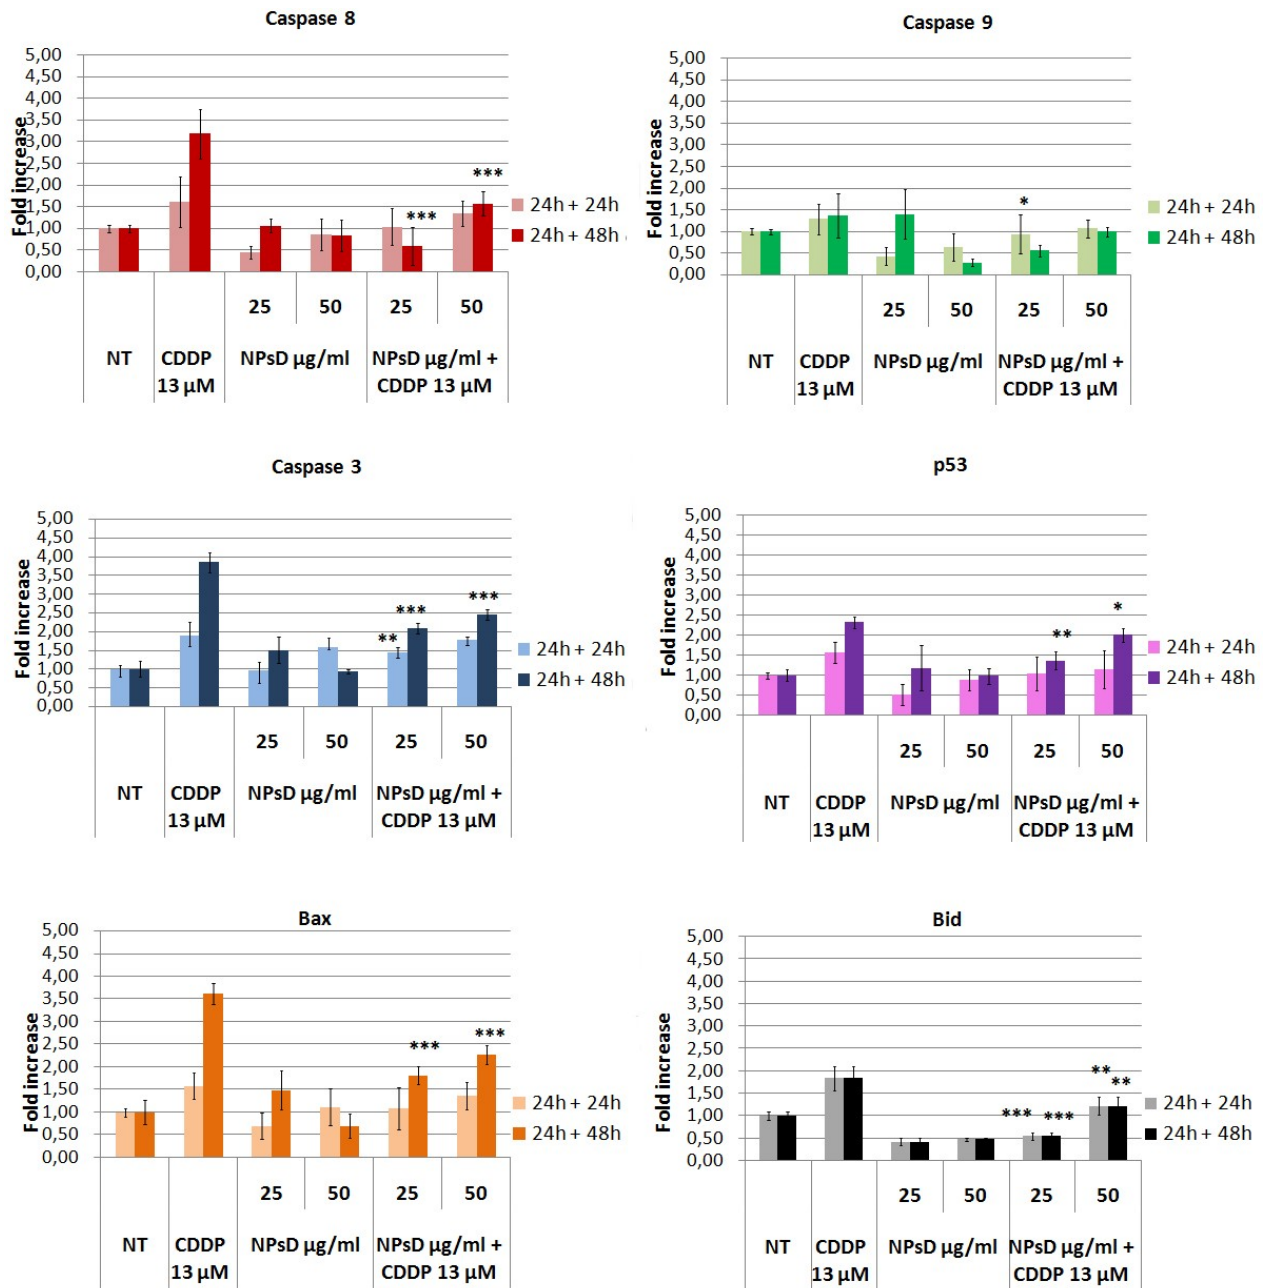 Caspase 8
Fold increase
5,00
4,50
4,00
3,50
3,00
2,50
2,00
1,50
1,00
0,50
0,00
***
***
24h + 24h
24h + 48h
25
50
25
50
NT
CDDP
13 µM
NPsD µg/ml
NPsD µg/ml +
CDDP 13 µM
Caspase 9
Fold increase
5,00
4,50
4,00
3,50
3,00
2,50
2,00
1,50
1,00
0,50
0,00
*
24h + 24h
24h + 48h
25
50
25
50
NT
CDDP
13 µM
NPsD µg/ml
NPsD µg/ml +
CDDP 13 µM
Caspase 3
Fold increase
5,00
4,50
4,00
3,50
3,00
2,50
2,00
1,50
1,00
0,50
0,00
**
***
***
24h + 24h
24h + 48h
25
50
25
50
NT
CDDP
13 µM
NPsD µg/ml
NPsD µg/ml +
CDDP 13 µM
p53
Fold increase
5,00
4,50
4,00
3,50
3,00
2,50
2,00
1,50
1,00
0,50
0,00
**
*
24h + 24h
24h + 48h
25
50
25
50
NT
CDDP
13 µM
NPsD µg/ml
NPsD µg/ml +
CDDP 13 µM
Bax
Fold increase
5,00
4,50
4,00
3,50
3,00
2,50
2,00
1,50
1,00
0,50
0,00
***
***
24h + 24h
24h + 48h
25
50
25
50
NT
CDDP
13 µM
NPsD µg/ml
NPsD µg/ml +
CDDP 13 µM
Bid
Fold increase
5,00
4,50
4,00
3,50
3,00
2,50
2,00
1,50
1,00
0,50
0,00
***
***
**
**
24h + 24h
24h + 48h
25
50
25
50
NT
CDDP
13 µM
NPsD µg/ml
NPsD µg/ml +
CDDP 13 µM